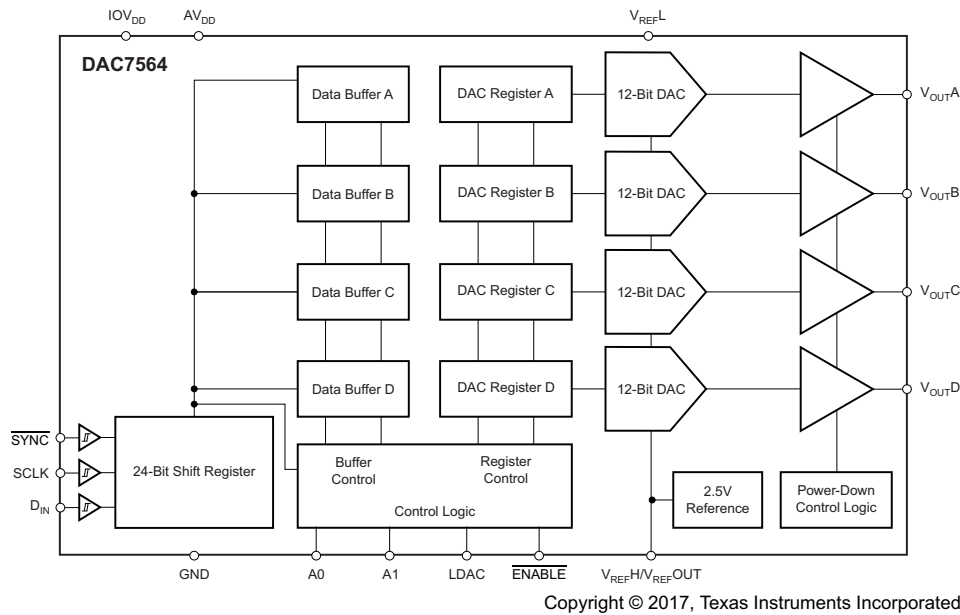 IOVDD AVDD VREFL
DAC7564
Data Buffer A DAC Register A 12-Bit DAC VOUTA
Data Buffer B DAC Register B 12-Bit DAC VOUTB
Data Buffer C DAC Register C 12-Bit DAC VOUTC
Data Buffer D DAC Register D 12-Bit DAC VOUTD
SYNC
SCLK
DIN
24-Bit Shift Register
Buffer
Control
Register
Control
Control Logic
2.5V
Reference
Power-Down
Control Logic
GND A0 A1 LDAC ENABLE VREFH/VREFOUT
Copyright © 2017, Texas Instruments Incorporated